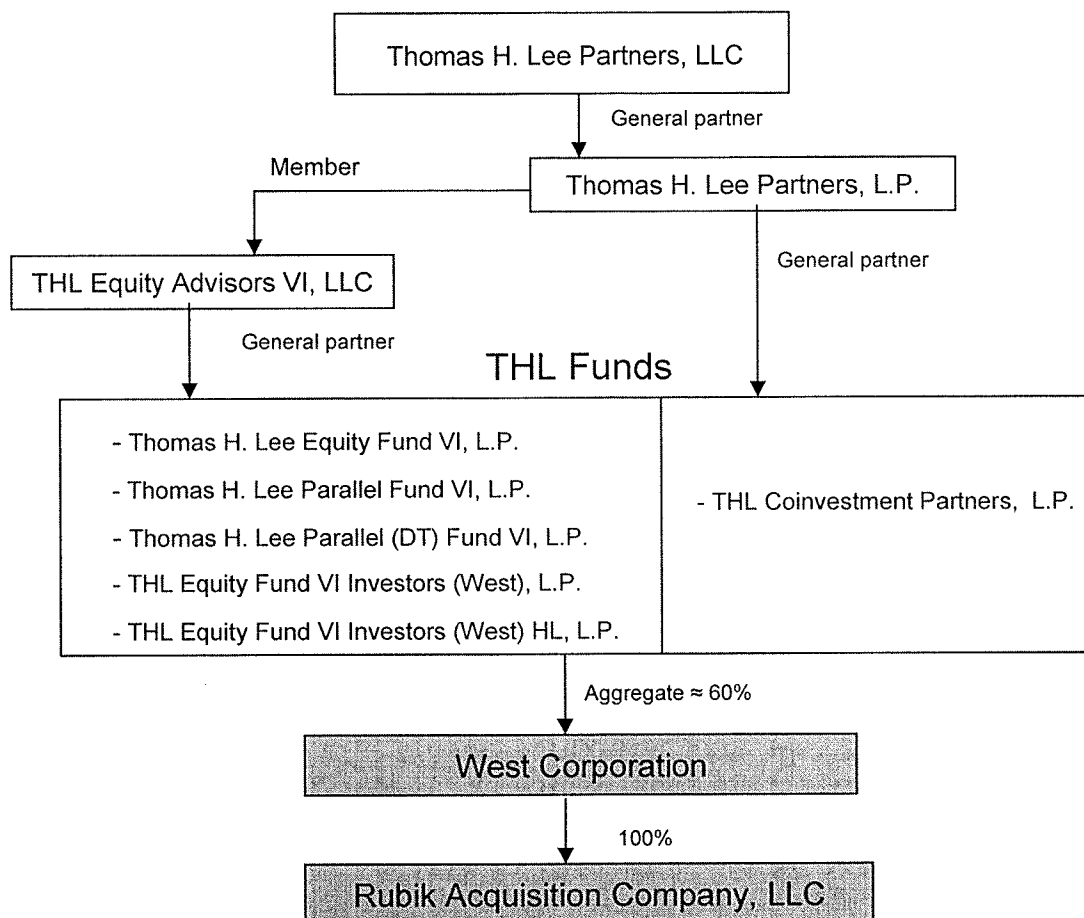 Thomas H. Lee Partners, LLC
General partner
Member
Thomas H. Lee Partners, L.P.
General partner
THL Equity Advisors VI, LLC
General partner
THL Funds
- Thomas H. Lee Equity Fund VI, L.P.
- Thomas H. Lee Parallel Fund VI, L.P.
- Thomas H. Lee Parallel (DT) Fund VI, L.P.
- THL Equity Fund VI Investors (West), L.P.
- THL Equity Fund VI Investors (West) HL, L.P.
- THL Coinvestment Partners, L.P.
Aggregate ≈ 60%
West Corporation
100%
Rubik Acquisition Company, LLC